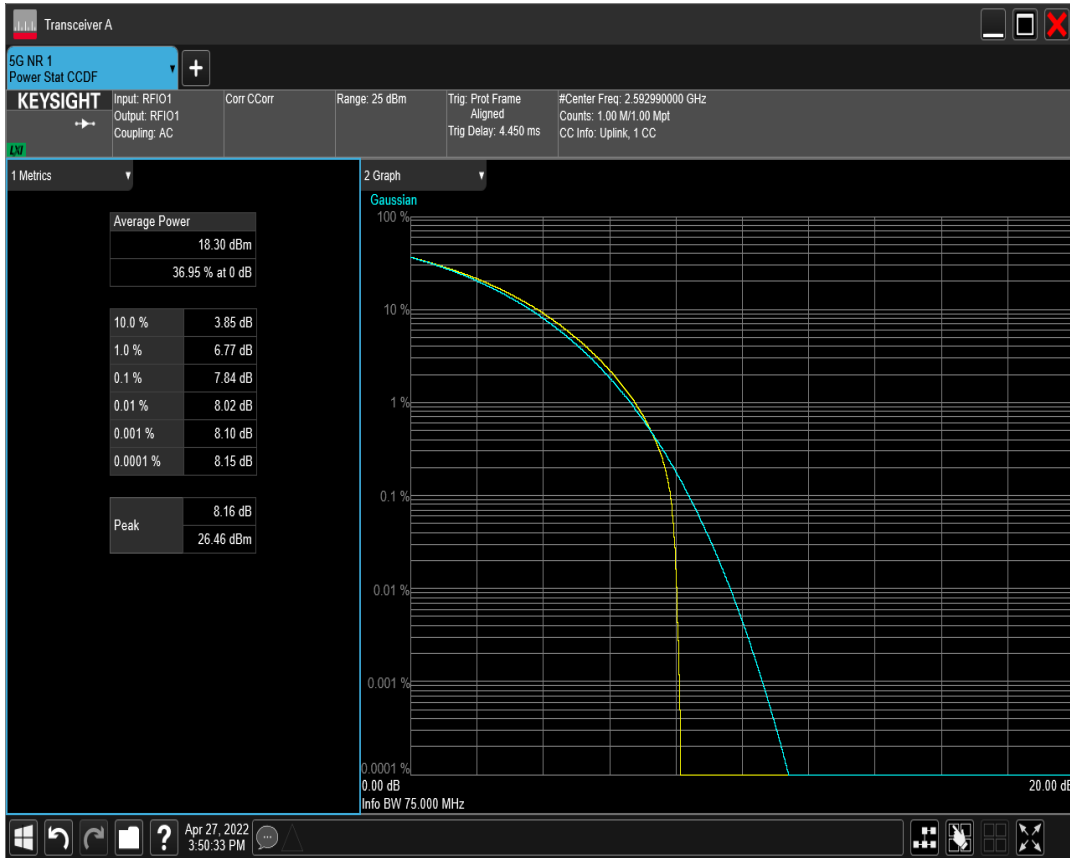 Transceiver A
5G NR 1
Power Stat CCDF
KEYSIGHT
LXI
Input: RFIO1
Output: RFIO1
Coupling: AC
Corr CCorr
Range: 25 dBm
Trig: Prot Frame
Aligned
Trig Delay: 4.450 ms
#Center Freq: 2.592990000 GHz
Counts: 1.00 M/1.00 Mpt
CC Info: Uplink, 1 CC
1 Metrics
Average Power
18.30 dBm
36.95 % at 0 dB
10.0 % 3.85 dB
1.0 % 6.77 dB
0.1 % 7.84 dB
0.01 % 8.02 dB
0.001 % 8.10 dB
0.0001 % 8.15 dB
Peak
8.16 dB
26.46 dBm
2 Graph
Gaussian
100 %
10 %
1 %
0.1 %
0.01 %
0.001 %
0.0001 %
0.00 dB 20.00 dB
Info BW 75.000 MHz
Apr 27, 2022
3:50:33 PM